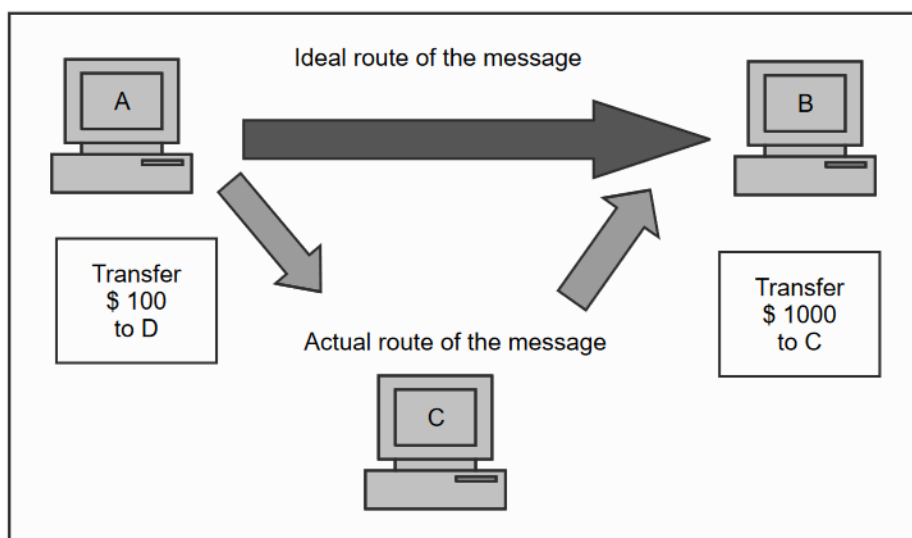 Ideal route of the message
A
B
Transfer
$ 100
to D
Transfer
$ 1000
to C
Actual route of the message
C